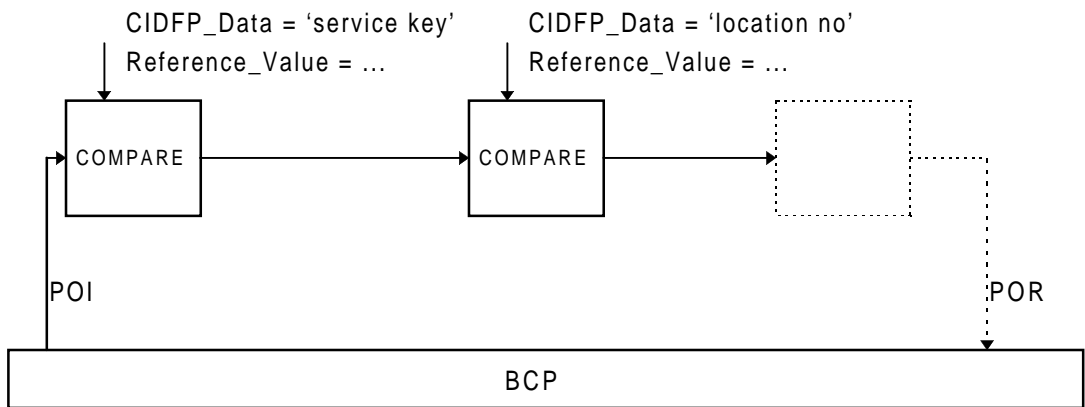 CIDFP_Data = ‘service key’
Reference_Value = ...
CIDFP_Data = ‘location no’
Reference_Value = ...
COMPARE
COMPARE
POI
POR
BCP